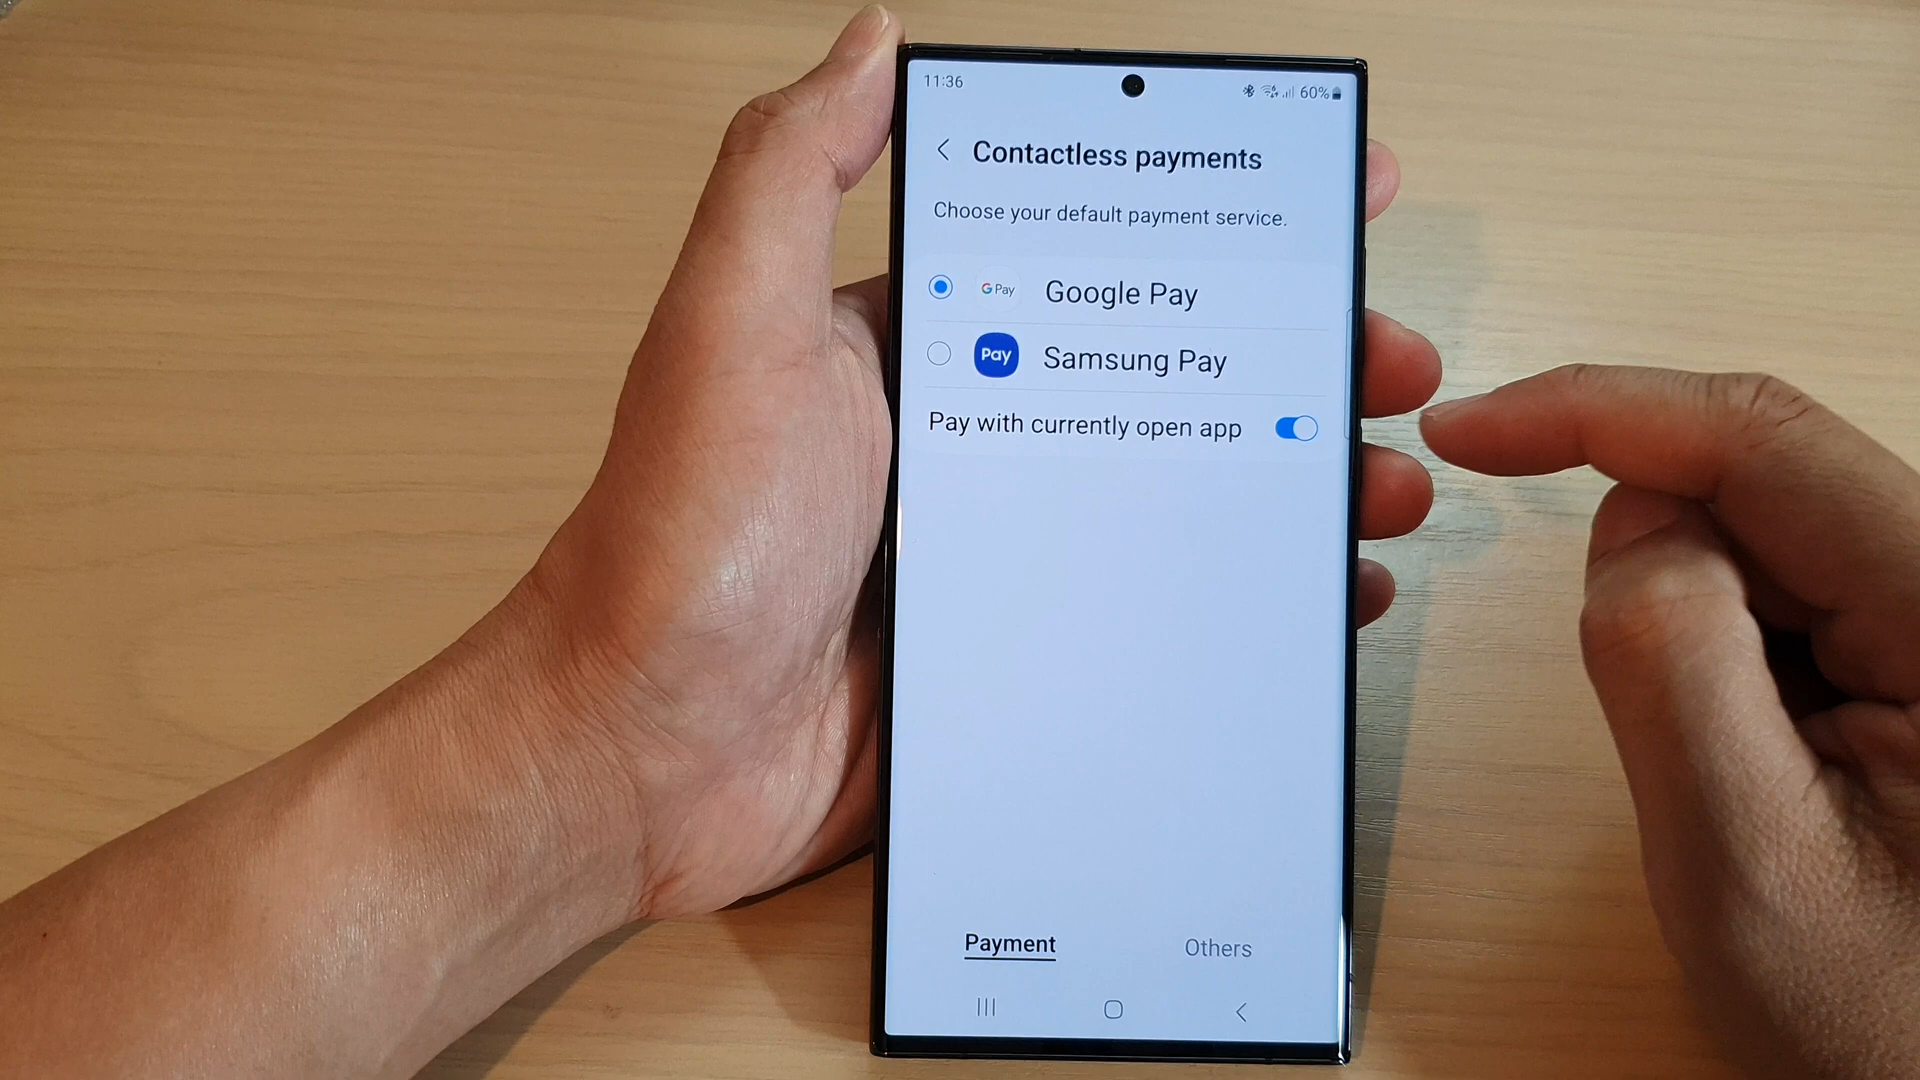 11:36
60%
Contactless payments
Choose your default payment service.
G Pay Google Pay
Pay Samsung Pay
Pay with currently open app
Payment Others